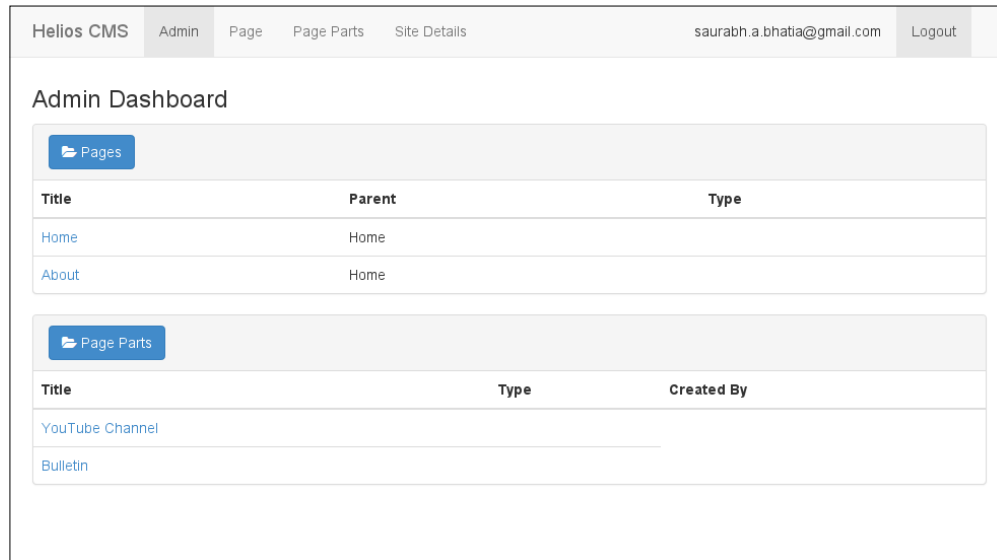 Helios CMS Admin Page Page Parts Site Details saurabh.a.bhatia@gmail.com Logout
Admin Dashboard
Pages
Title Parent Type
Home Home
About Home
Page Parts
Title Type Created By
YouTube Channel
Bulletin